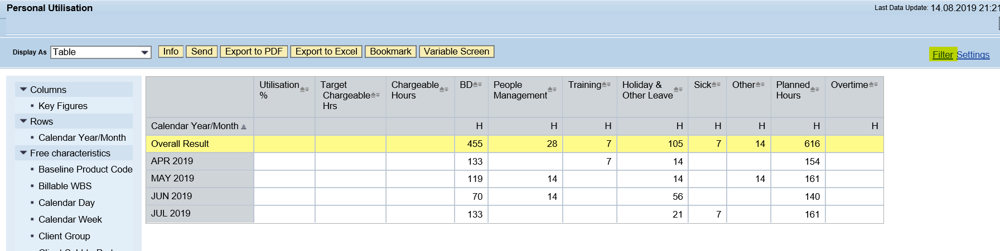 Personal Utilisation
Last Data Update: 14.08.2019 21:21
Display As Table Info Send Export to PDF Export to Excel Bookmark Variable Screen
Filter Settings
Columns
Key Figures
Rows
Calendar Year/Month
Free characteristics
Baseline Product Code
Billable WBS
Calendar Day
Calendar Week
Client Group
Utilisation % Target Chargeable Hrs Chargeable Hours BD People Management Training Holiday & Other Leave Sick Other Planned Hours Overtime
Calendar Year/Month H H H H H H H H
Overall Result 455 28 7 105 7 14 616
APR 2019 133 7 14 154
MAY 2019 119 14 14 14 161
JUN 2019 70 14 56 140
JUL 2019 133 21 7 161